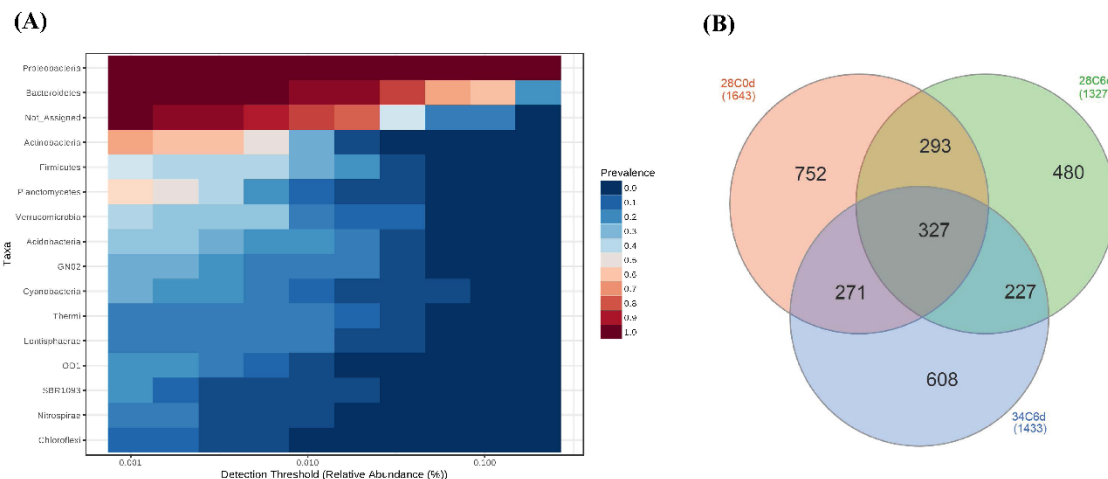 (A)
(B)
Proteobacteria
Bacteroidetes
Not_Assigned
Actinobacteria
Firmicutes
Planctomycetes
Verrucomicrobia
Acidobacteria
GN02
Cyanobacteria
Thermi
Lentisphaerae
OD1
SBR1093
Nitrospirae
Chloroflexi
Taxa
0.001
0.010
0.100
Detection Threshold (Relative Abundance (%))
Prevalence
0.0
0.1
0.2
0.3
0.4
0.5
0.6
0.7
0.8
0.9
1.0
28C0d
(1643)
28C6
(1327
752
293
480
327
271
227
608
34C6d
(1433)